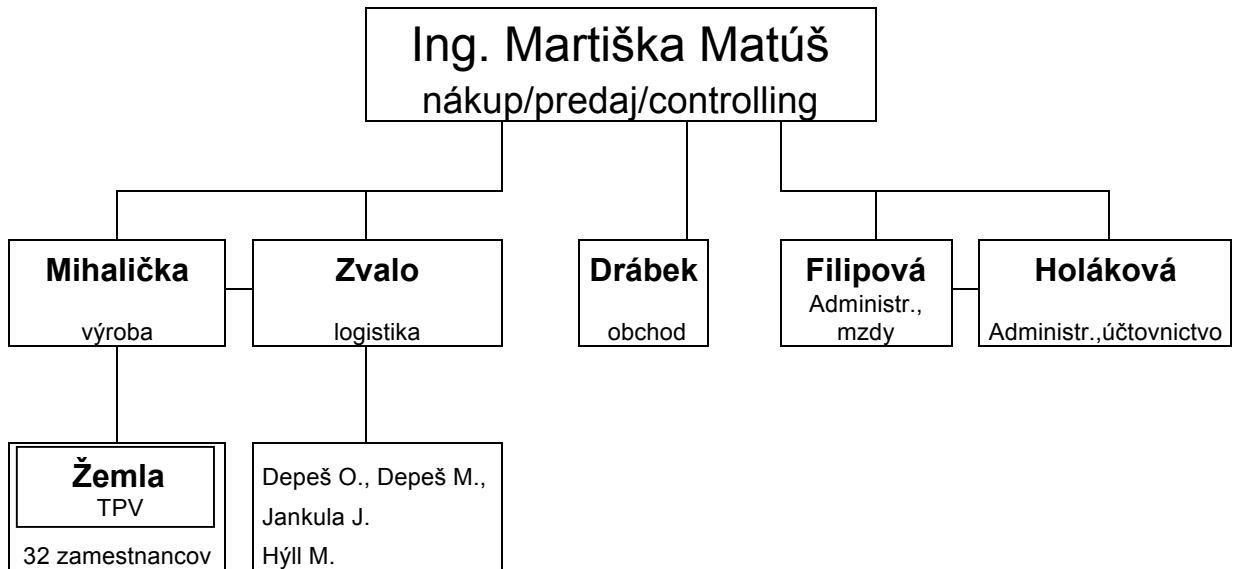 Ing. Martiška Matúš
nákup/predaj/controlling
Mihalička
výroba
Zvalo
logistika
Drábek
obchod
Filipová
Administr.,
mzdy
Holáková
Administr.,účtovnictvo
Žemla
TPV
32 zamestnancov
Depeš O., Depeš M.,
Jankula J.
Hýll M.